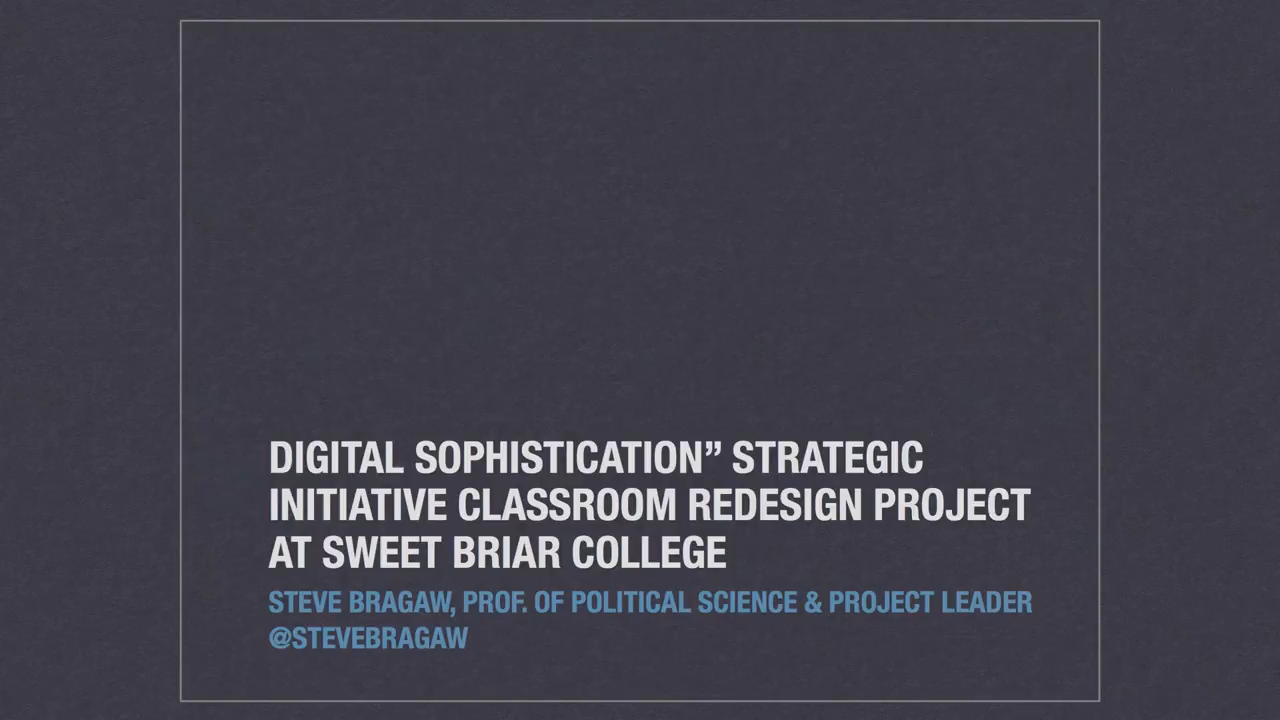 DIGITAL SOPHISTICATION” STRATEGIC
INITIATIVE CLASSROOM REDESIGN PROJECT
AT SWEET BRIAR COLLEGE
STEVE BRAGAW, PROF. OF POLITICAL SCIENCE & PROJECT LEADER
@STEVEBRAGAW